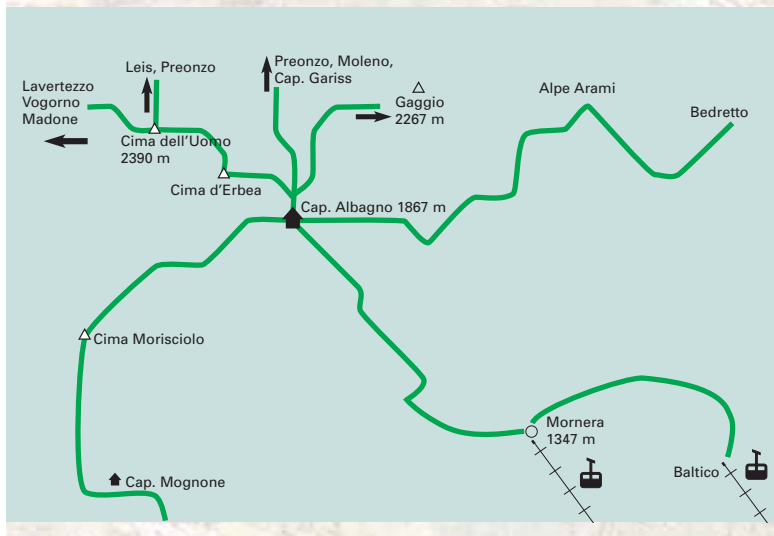 Leis, Preonzo
Preonzo, Moleno,
Cap. Gariss
Lavertezzo
Vogorno
Madone
Gaggio
2267 m
Alpe Arami
Bedretto
Cima dell'Uomo
2390 m
Cima d'Erbea
Cap. Albagno 1867 m
Cima Morisciolo
Mornera
1347 m
Baltico
Cap. Mognone